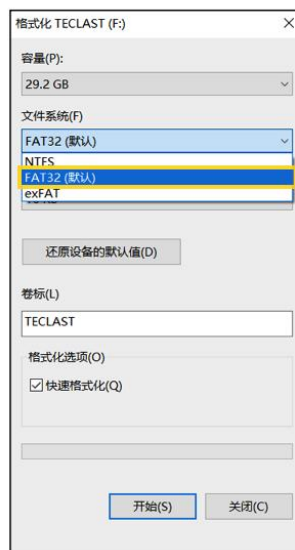 格式化 TECLAST (F:)
容量(P):
29.2 GB
文件系统(F)
FAT32 (默认)
NTFS
FAT32 (默认)
exFAT
还原设备的默认值(D)
卷标(L)
TECLAST
格式化选项(O)
快速格式化(Q)
开始(S) 关闭(C)